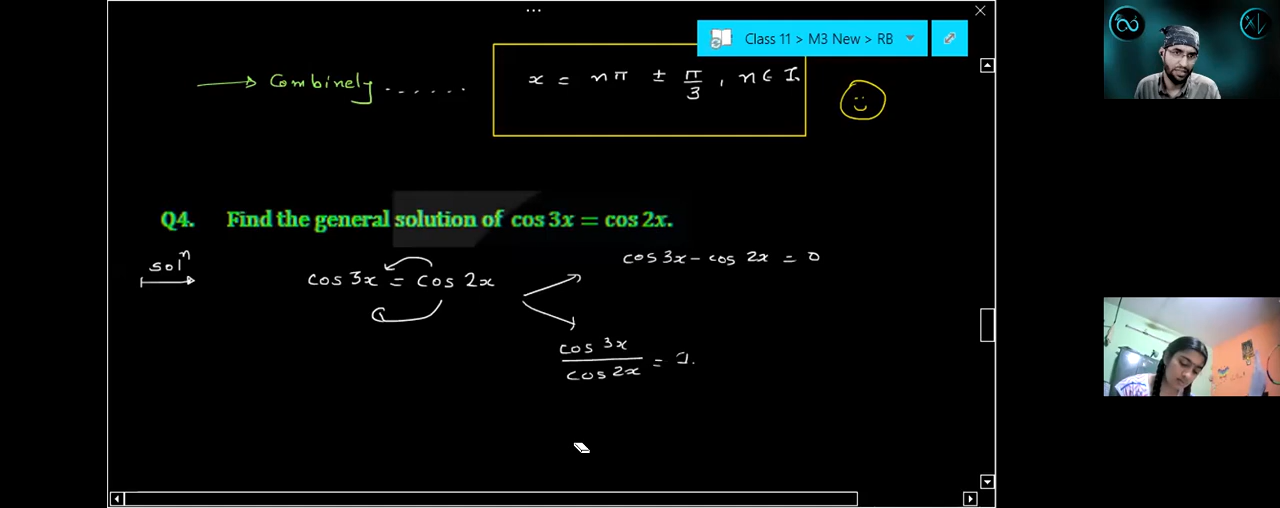 ...
Class 11 > M3 New > RB
→ Combinely ......
x = nπ ± π/3 , n ∈ I.
Q4. Find the general solution of cos 3x = cos 2x.
solⁿ
cos 3x - cos 2x = 0
cos 3x = cos 2x
cos 3x / cos 2x = 1.